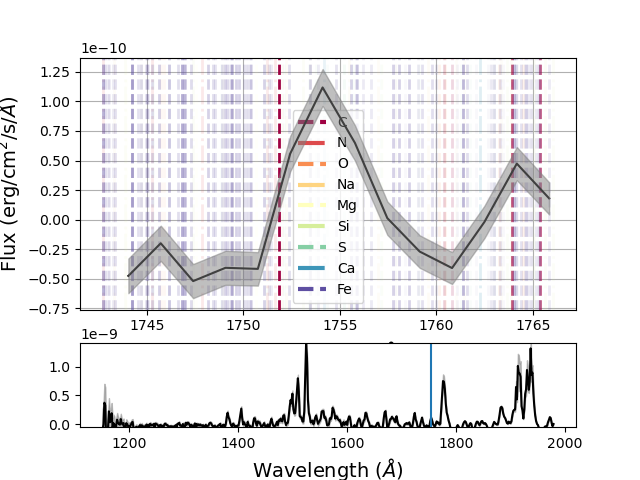 1e−10
Flux (erg/cm²/s/Å)
1.25
1.00
0.75
0.50
0.25
0.00
−0.25
−0.50
−0.75
C
N
O
Na
Mg
Si
S
Ca
Fe
1745 1750 1755 1760 1765
1e−9
1.0
0.5
0.0
1200 1400 1600 1800 2000
Wavelength (Å)